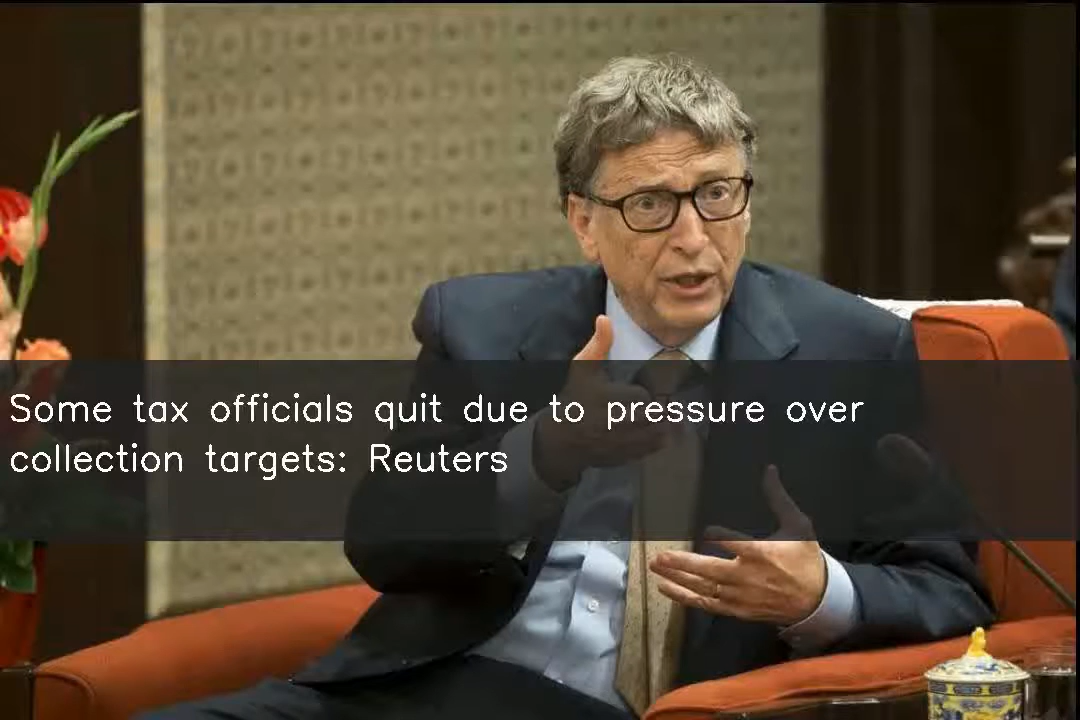 Some tax officials quit due to pressure over
collection targets: Reuters